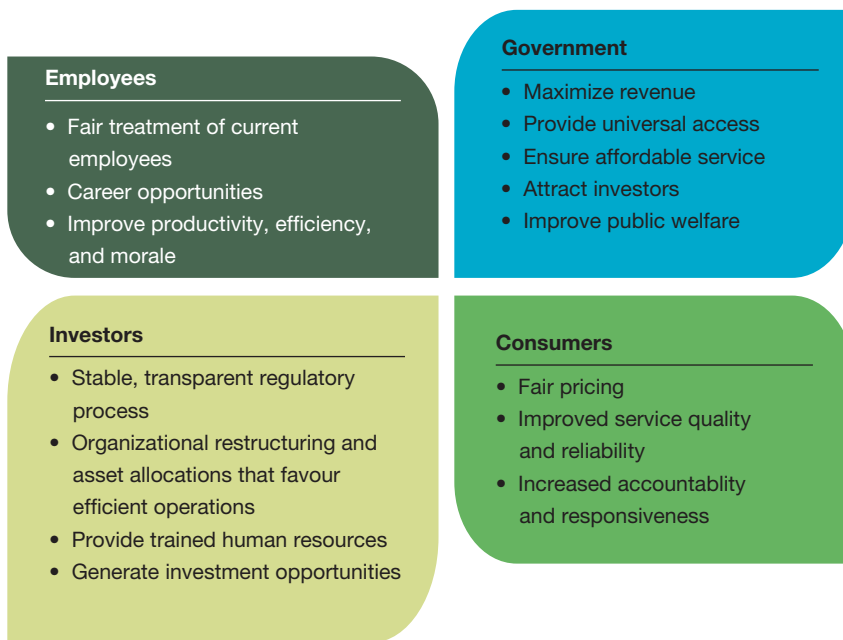 Employees
• Fair treatment of current
employees
• Career opportunities
• Improve productivity, efficiency,
and morale
Government
• Maximize revenue
• Provide universal access
• Ensure affordable service
• Attract investors
• Improve public welfare
Investors
• Stable, transparent regulatory
process
• Organizational restructuring and
asset allocations that favour
efficient operations
• Provide trained human resources
• Generate investment opportunities
Consumers
• Fair pricing
• Improved service quality
and reliability
• Increased accountablity
and responsiveness